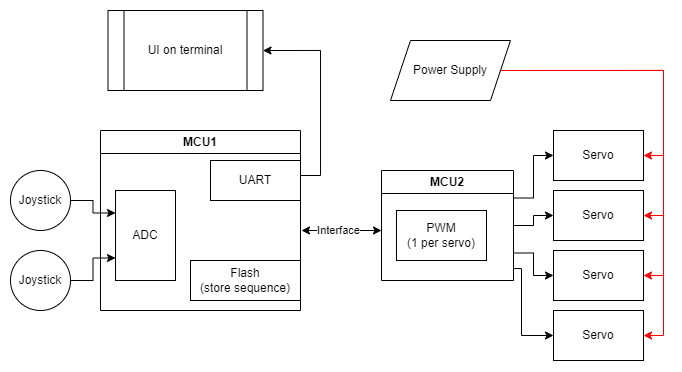 UI on terminal
Power Supply
MCU1
UART
Joystick
ADC
Joystick
Flash
(store sequence)
Interface
MCU2
PWM
(1 per servo)
Servo
Servo
Servo
Servo